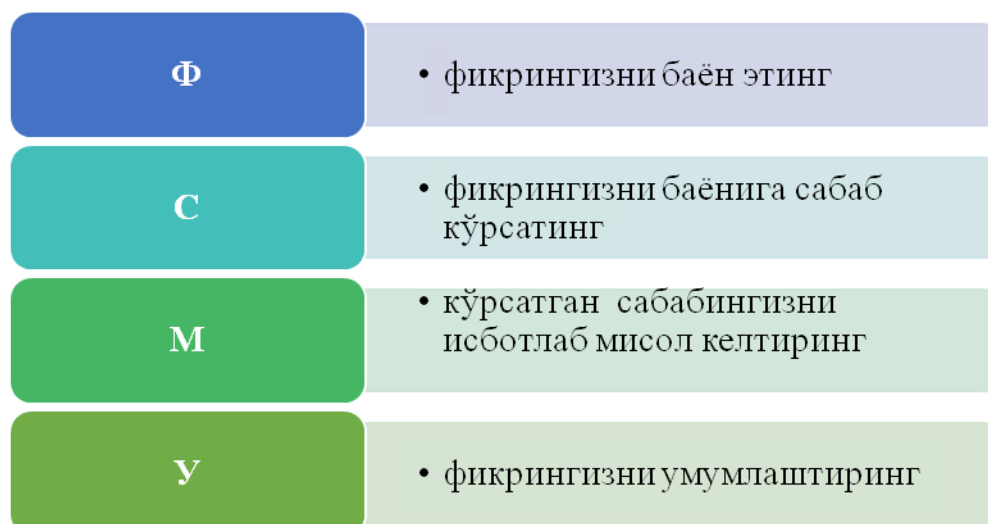 Ф
• фикрингизни баён этинг
С
• фикрингизни баёнига сабаб
кўрсатинг
М
• кўрсатган сабабингизни
исботлаб мисол келтиринг
У
• фикрингизни умумлаштиринг